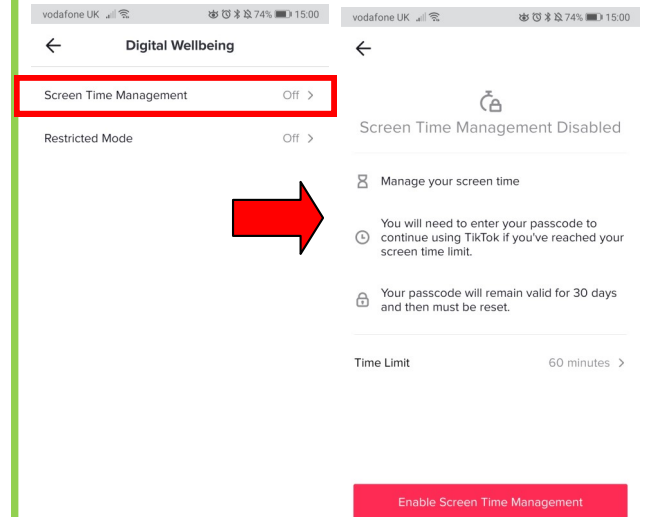 vodafone UK 74% 15:00
Digital Wellbeing
Screen Time Management Off
Restricted Mode Off
vodafone UK 74% 15:00
Screen Time Management Disabled
Manage your screen time
You will need to enter your passcode to
continue using TikTok if you've reached your
screen time limit.
Your passcode will remain valid for 30 days
and then must be reset.
Time Limit 60 minutes
Enable Screen Time Management